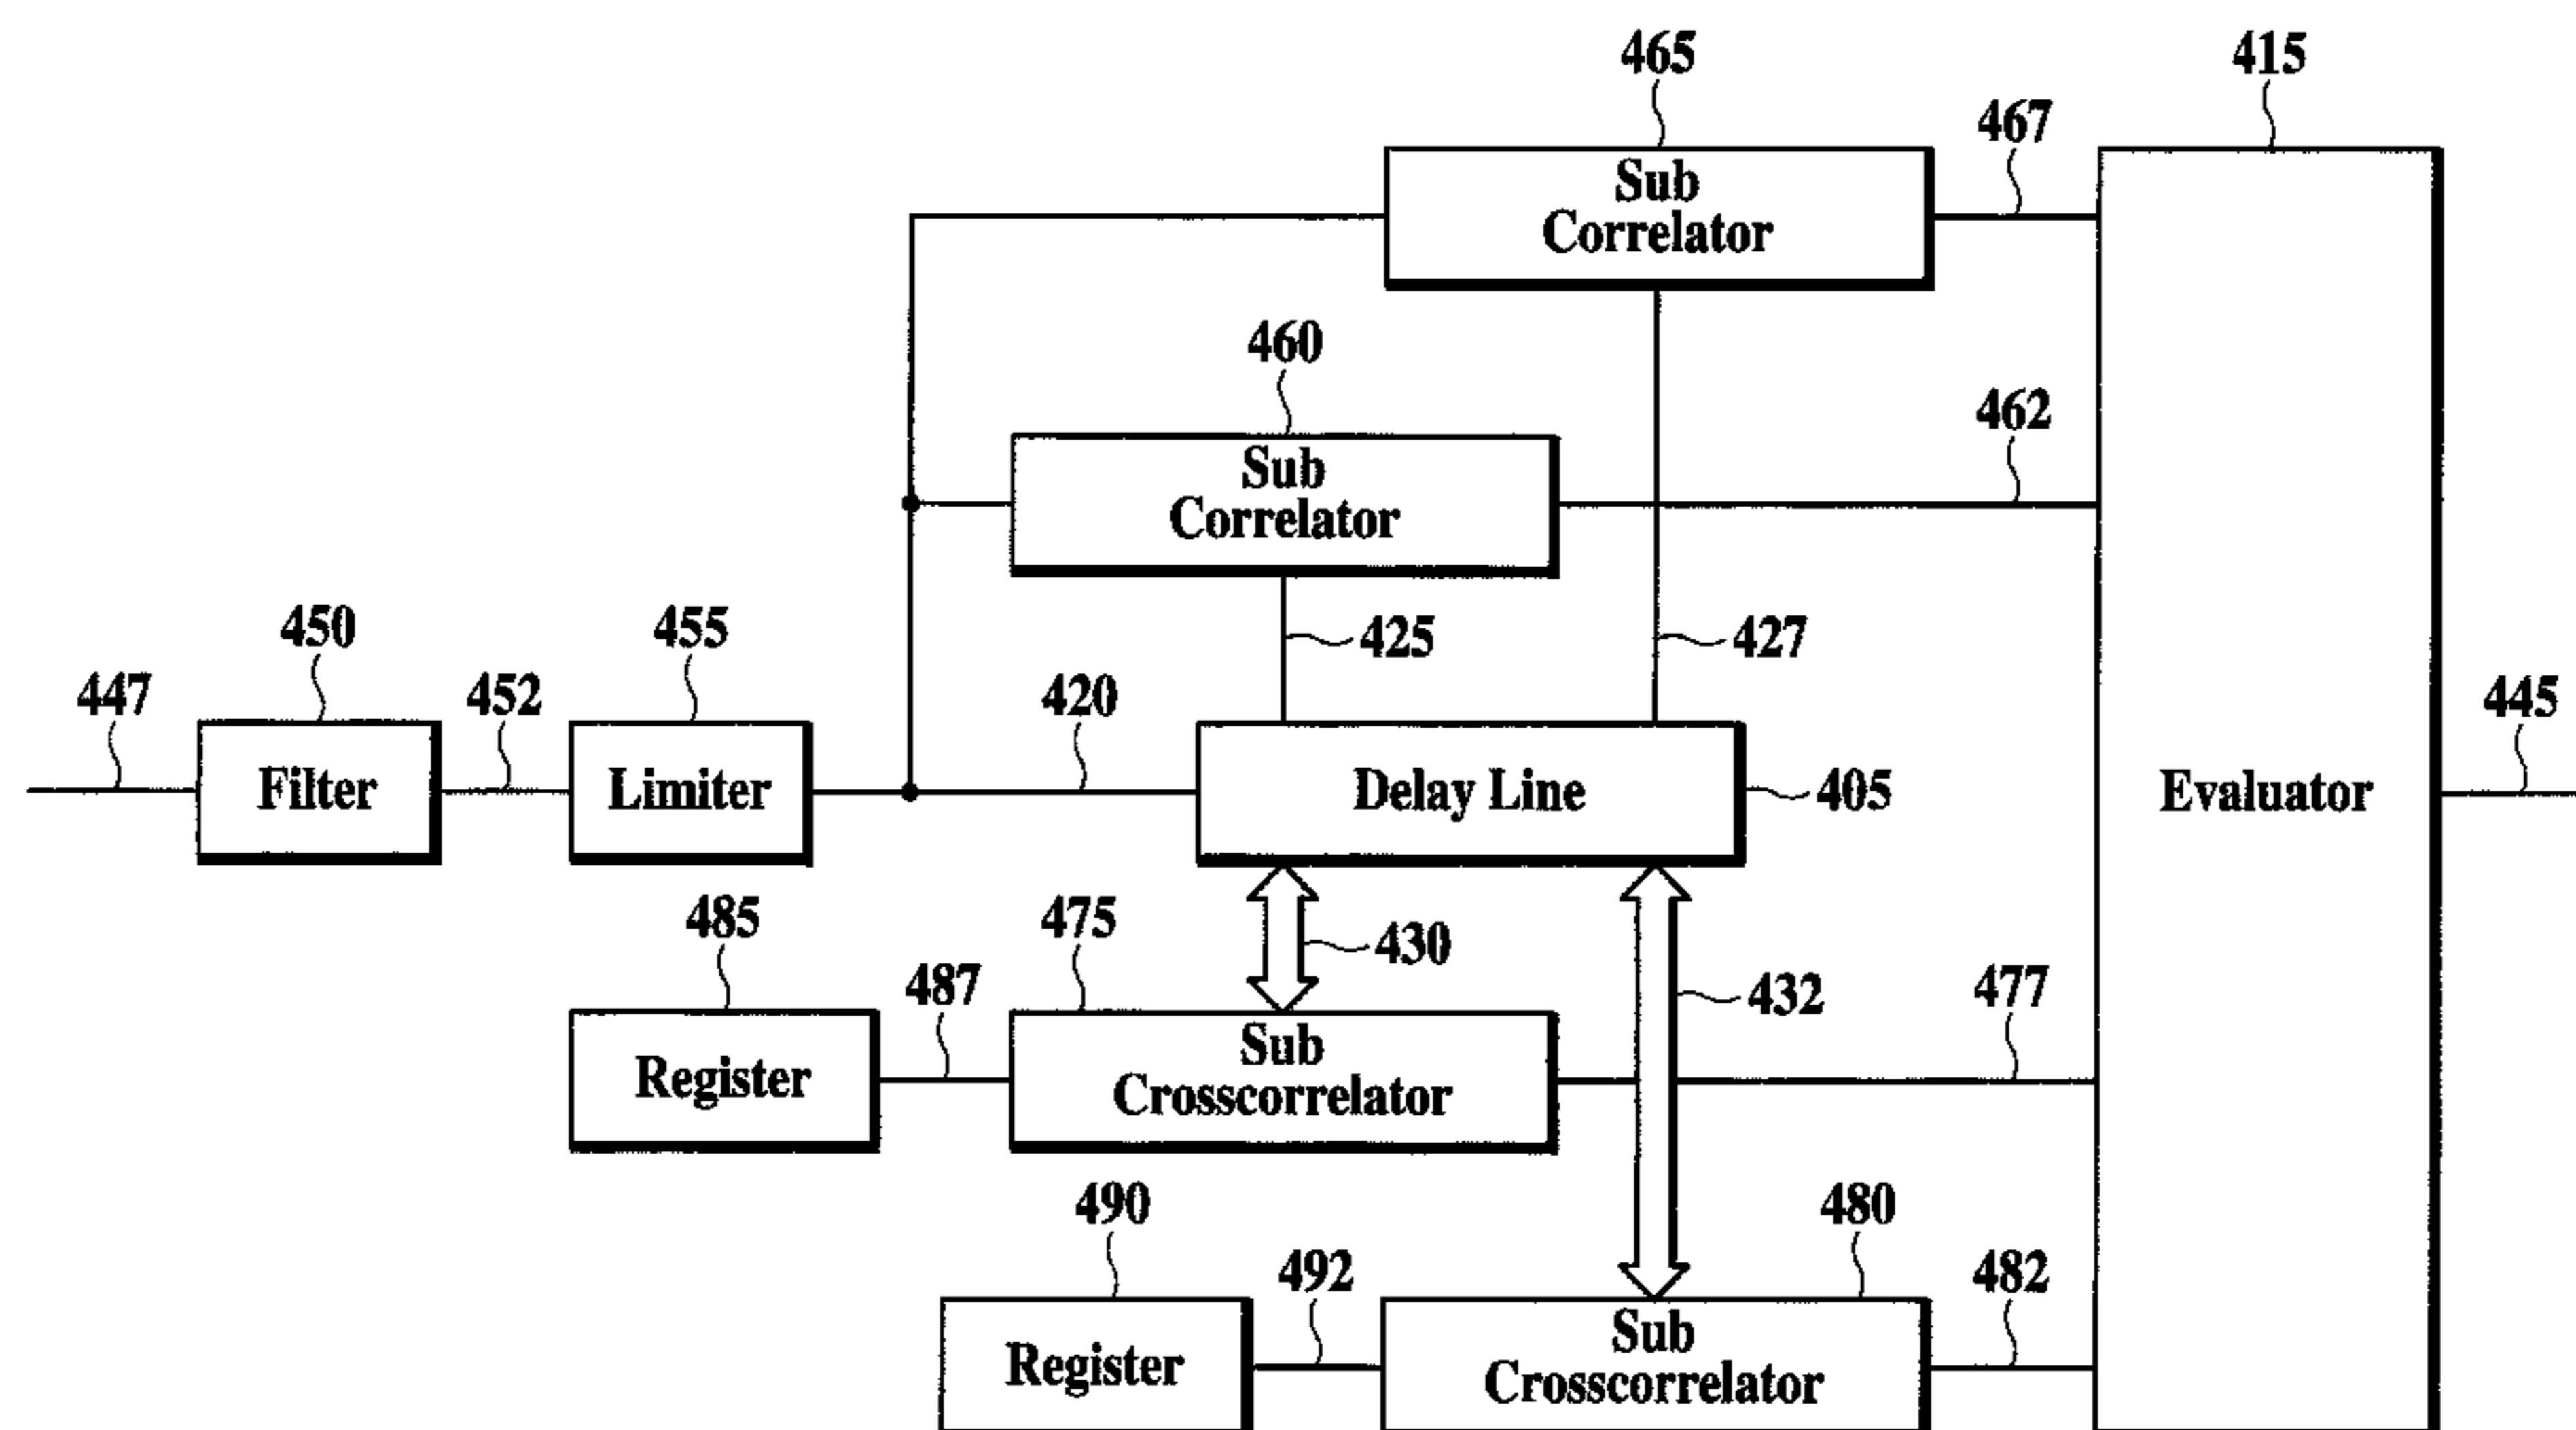 465
415
467
Sub
Correlator
460
462
Sub
Correlator
450
455
425
427
447
452
420
445
Filter
Limiter
Delay Line
405
Evaluator
485
475
430
487
432
477
Register
Sub
Crosscorrelator
490
480
492
482
Register
Sub
Crosscorrelator